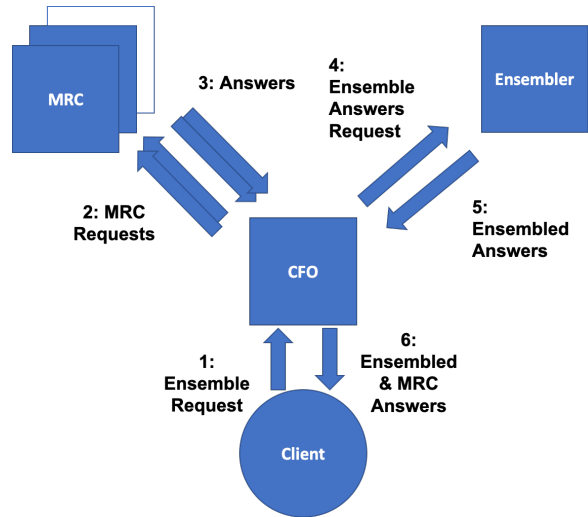 MRC
3: Answers
4:
Ensemble
Answers
Request
Ensembler
2: MRC
Requests
5:
Ensembled
Answers
CFO
1:
Ensemble
Request
6:
Ensembled
& MRC
Answers
Client